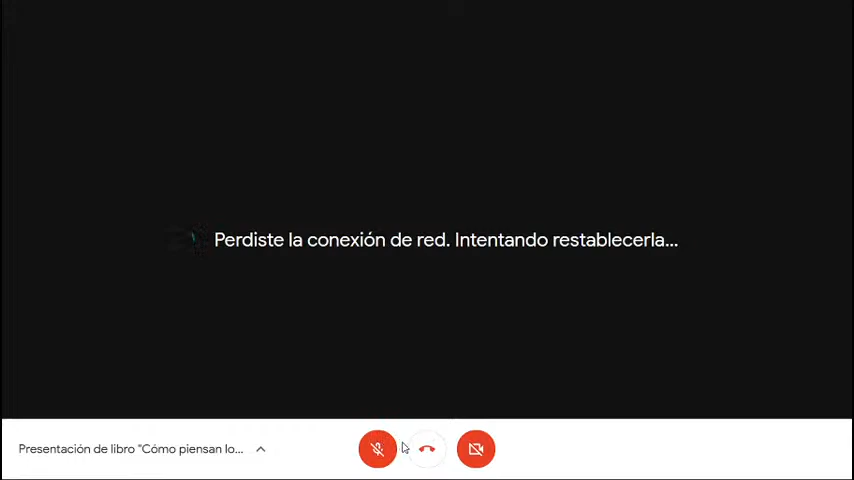 Perdiste la conexión de red. Intentando restablecerla...
Presentación de libro "Cómo piensan lo...